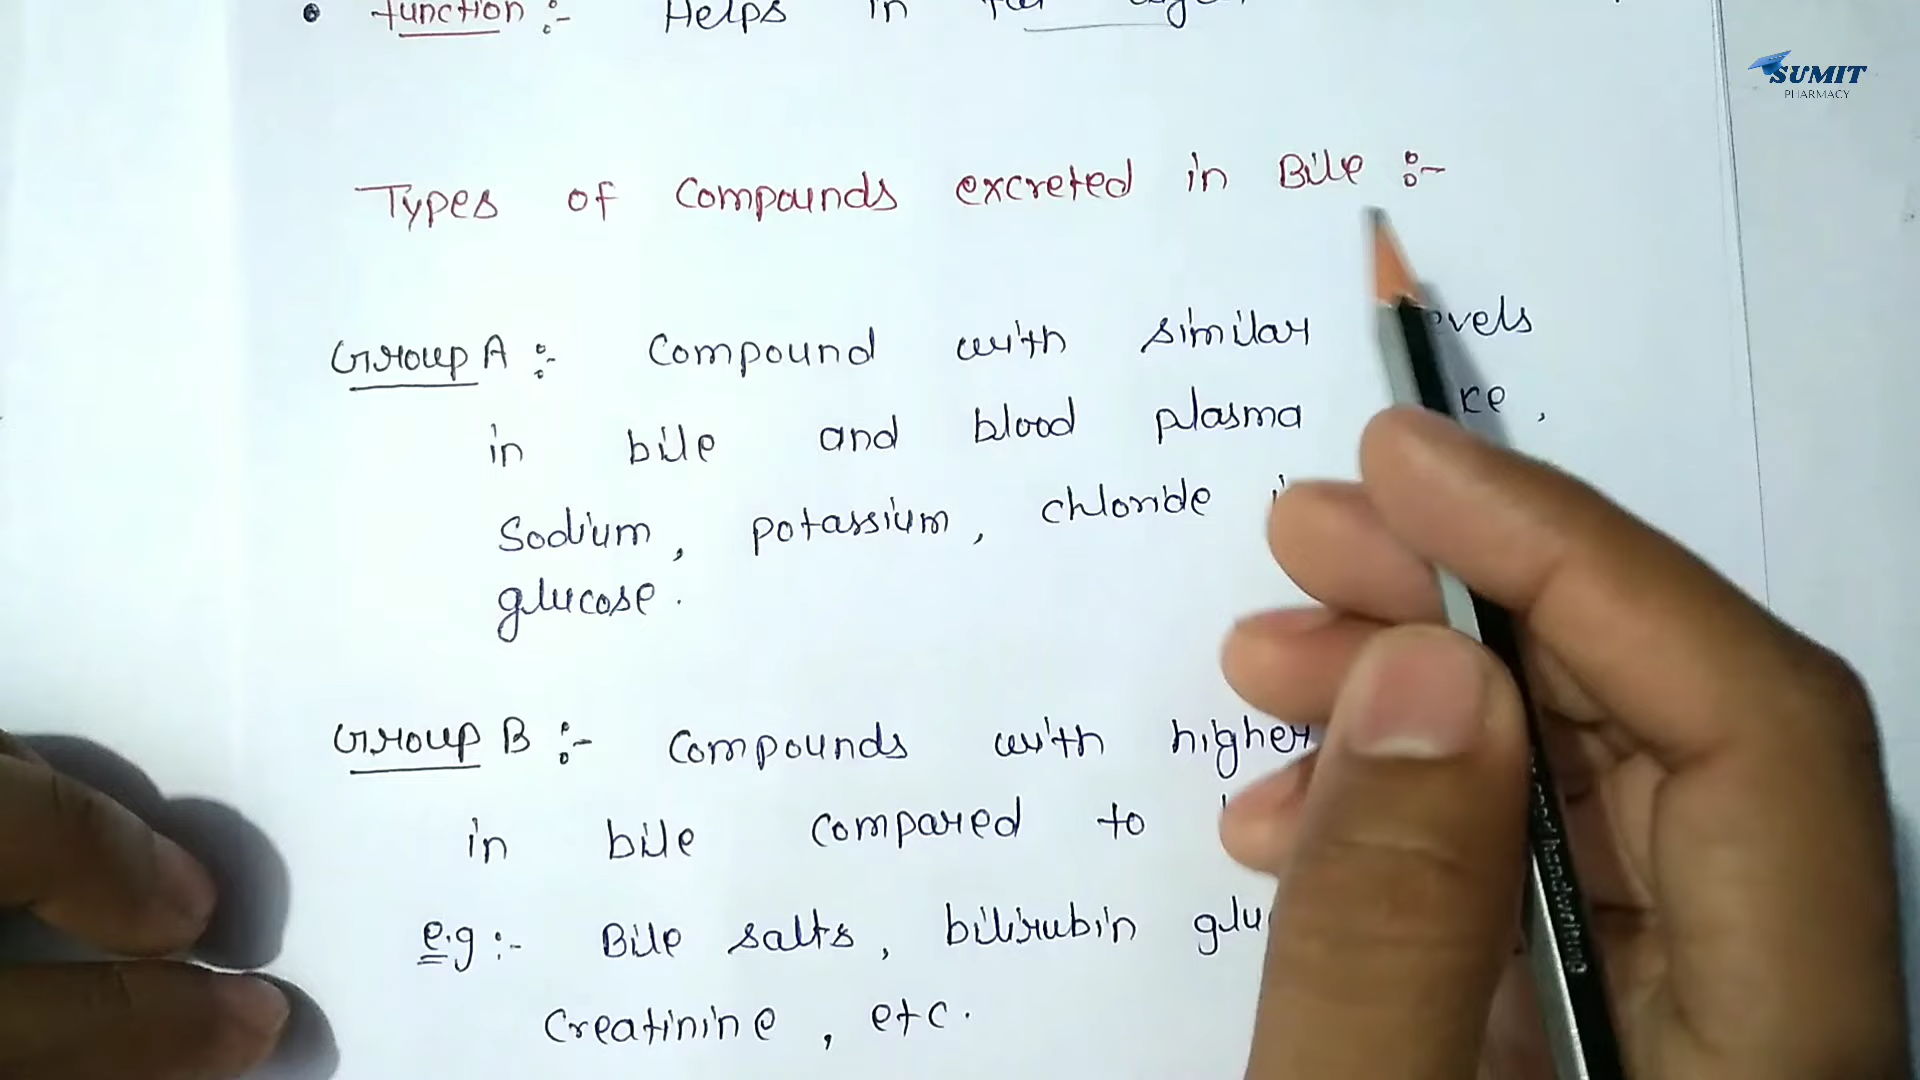 • function :- Helps in
SUMIT
PHARMACY
Types of Compounds excreted in Bile :-
Group A :- Compound with similar
in bile and blood plasma
Sodium, potassium, chloride
glucose.
Group B :- Compounds with higher
in bile compared to
e.g :- Bile salts, bilirubin
Creatinine, etc.